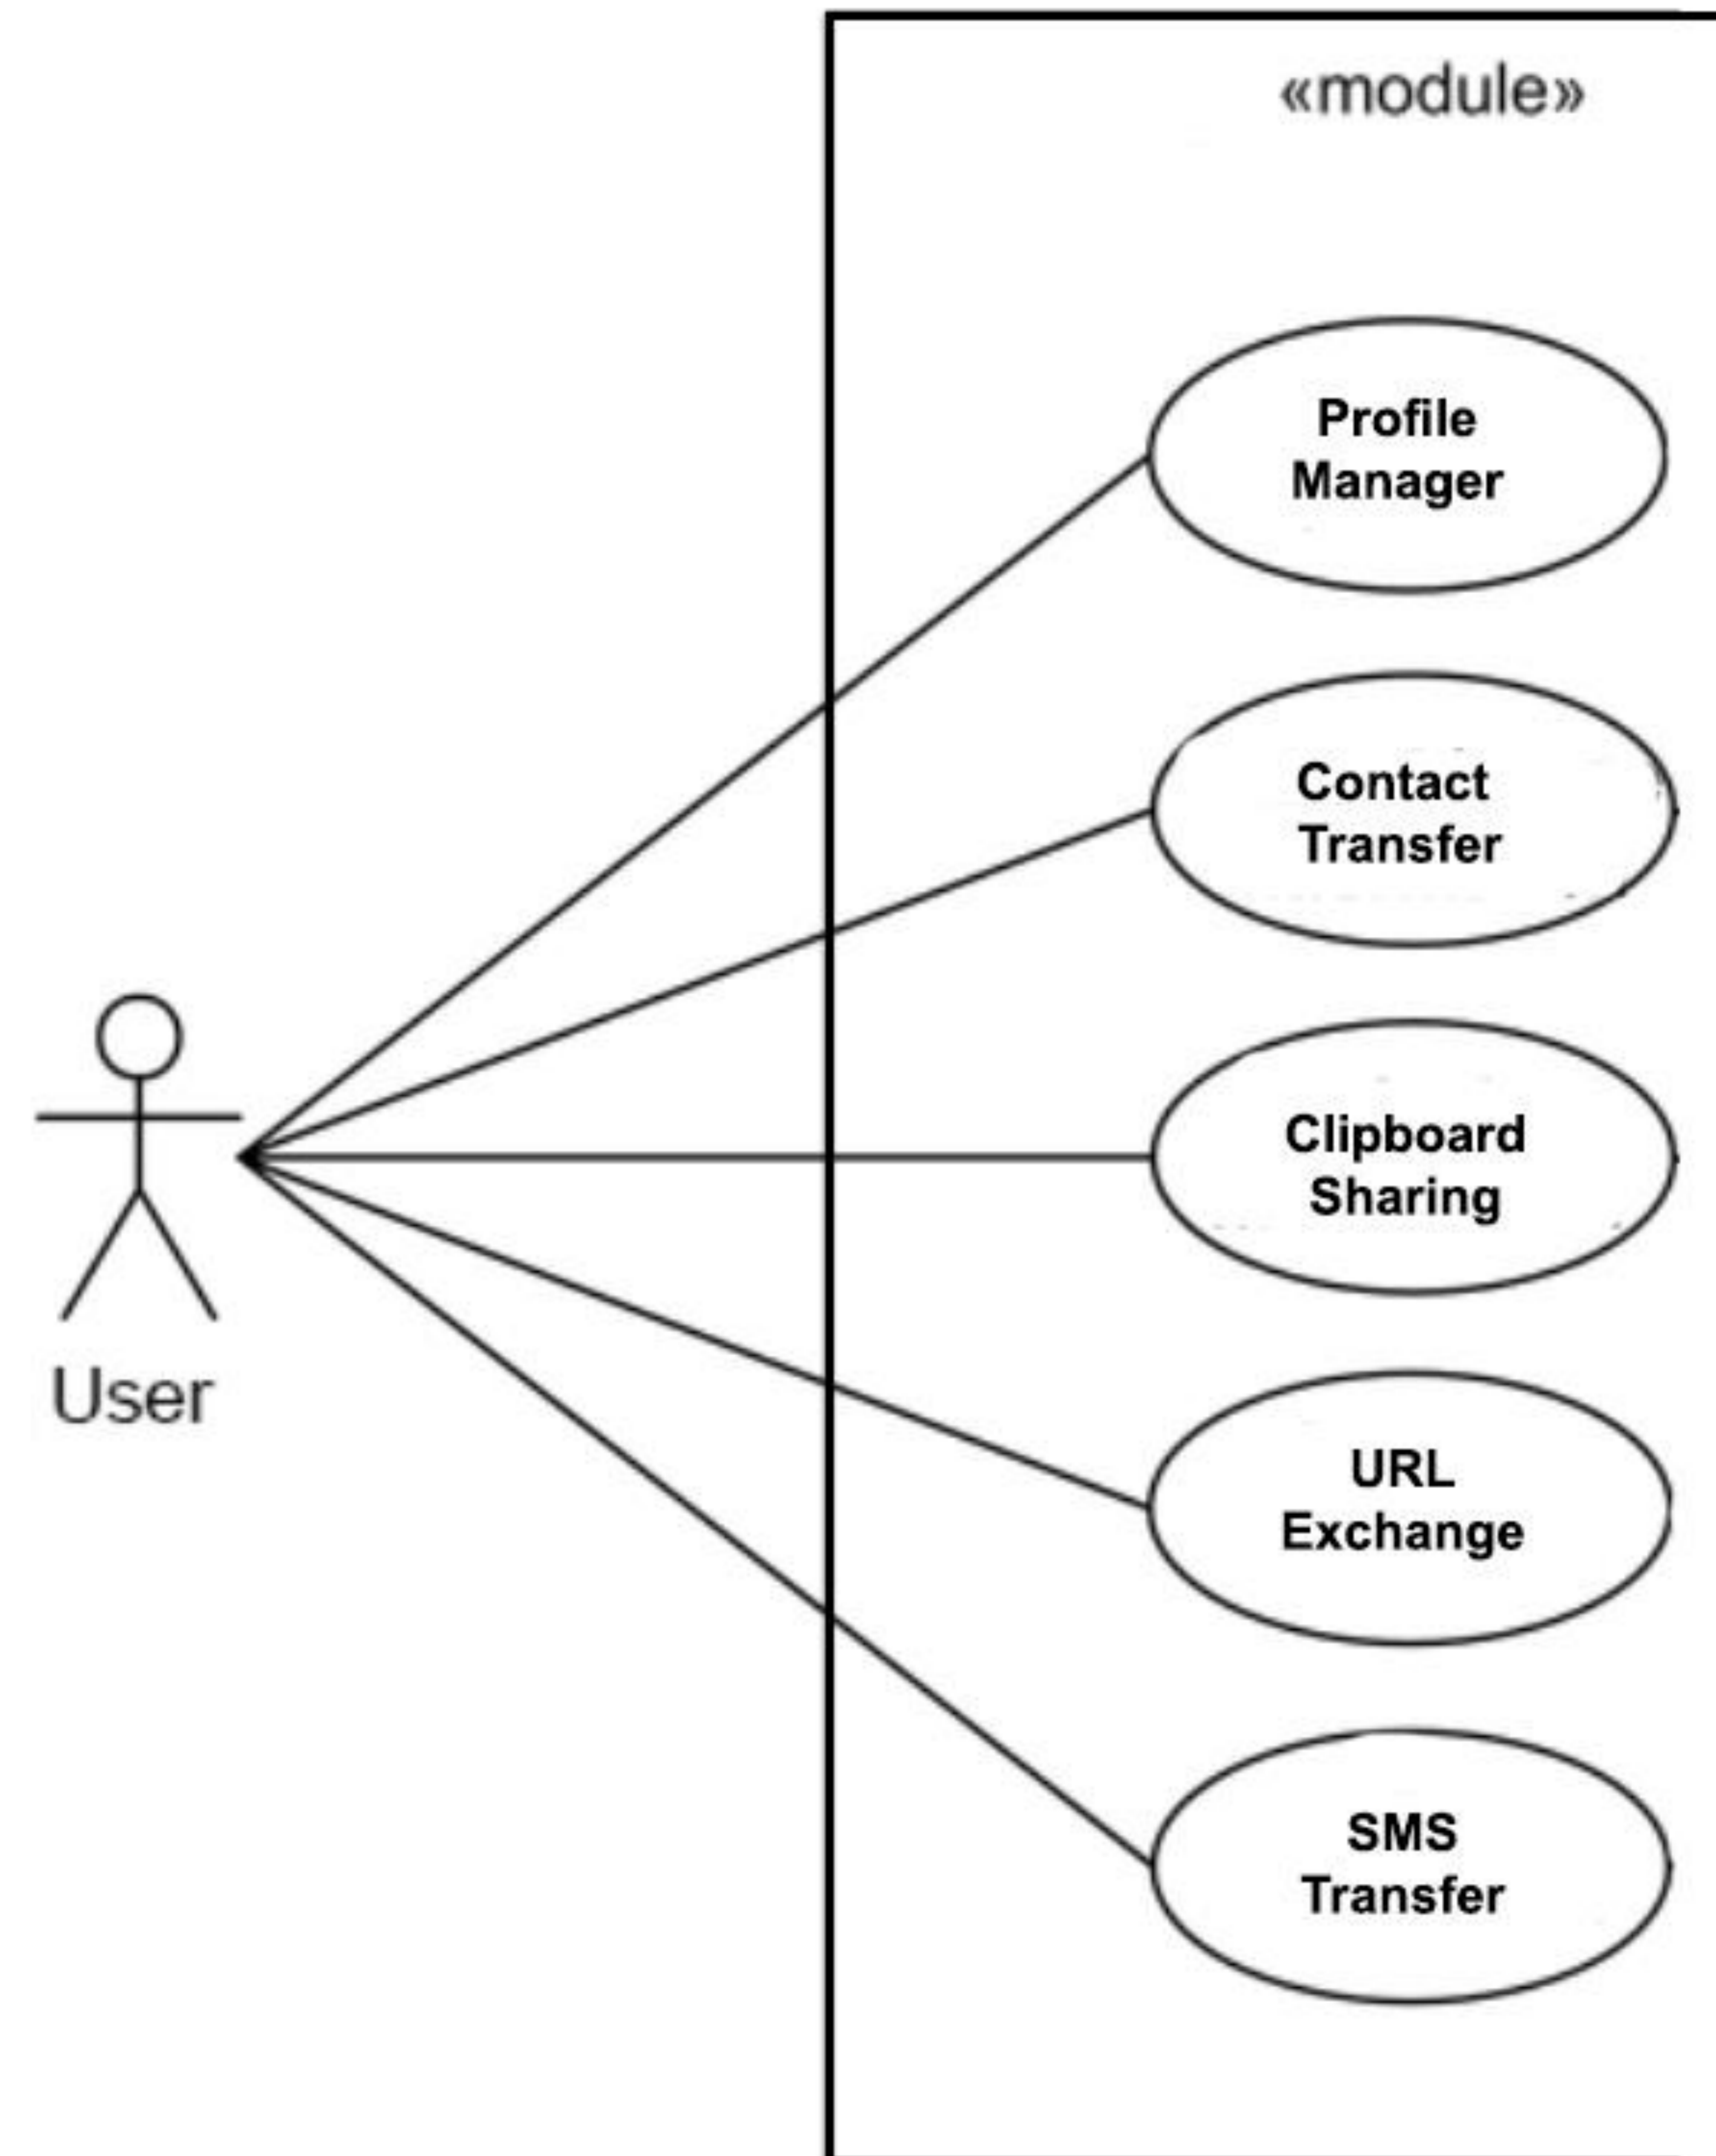 «module»
Profile
Manager
Contact
Transfer
Clipboard
Sharing
User
URL
Exchange
SMS
Transfer